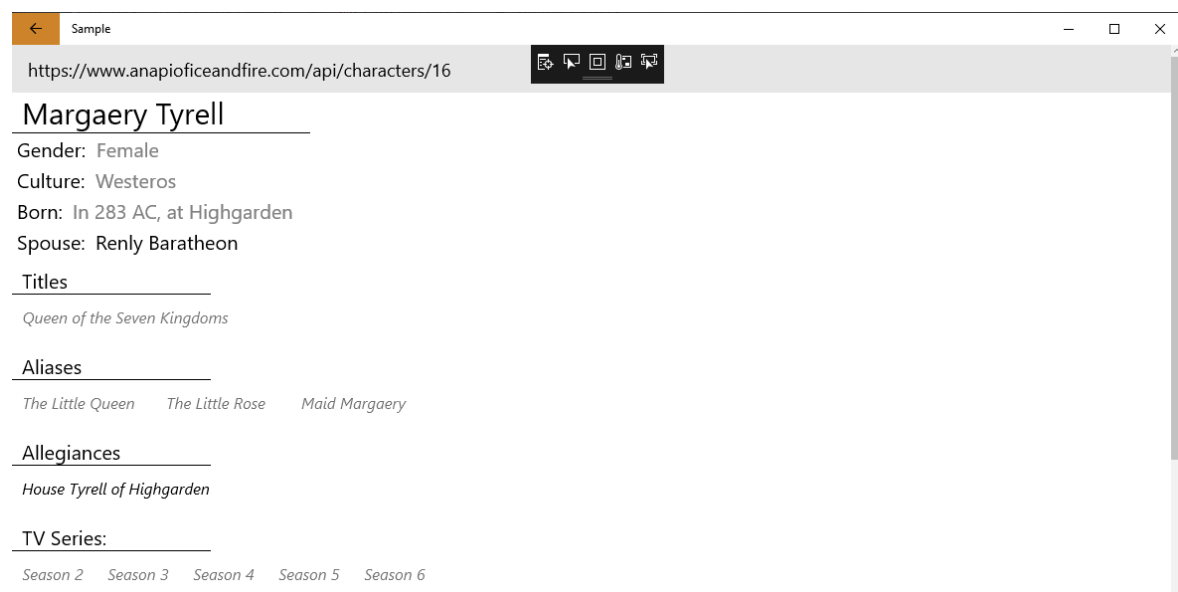 Sample
https://www.anapioficeandfire.com/api/characters/16
Margaery Tyrell
Gender: Female
Culture: Westeros
Born: In 283 AC, at Highgarden
Spouse: Renly Baratheon
Titles
Queen of the Seven Kingdoms
Aliases
The Little Queen The Little Rose Maid Margaery
Allegiances
House Tyrell of Highgarden
TV Series:
Season 2 Season 3 Season 4 Season 5 Season 6